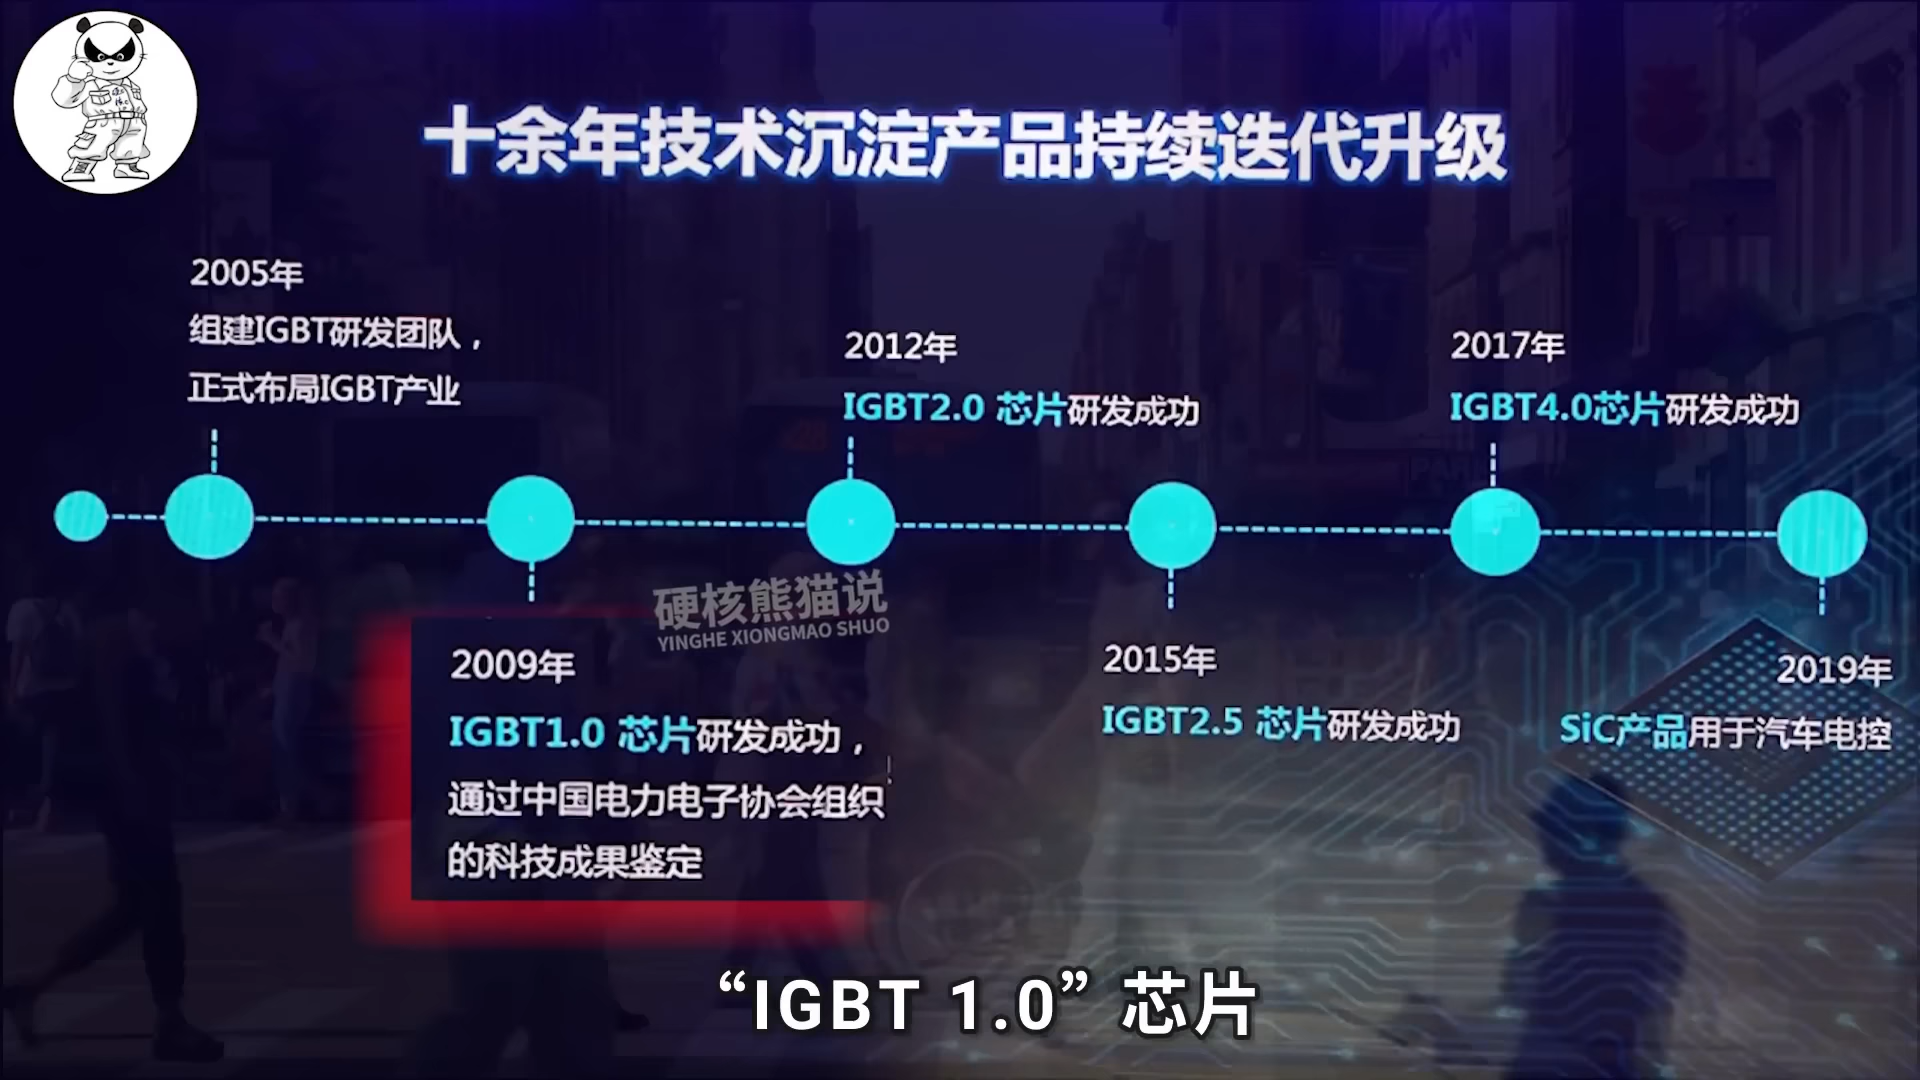 十余年技术沉淀产品持续迭代升级
2005年
组建IGBT研发团队，
正式布局IGBT产业
2012年
IGBT2.0 芯片研发成功
2017年
IGBT4.0芯片研发成功
硬核熊猫说
YINGHE XIONGMAO SHUO
2009年
IGBT1.0 芯片研发成功，
通过中国电力电子协会组织
的科技成果鉴定
2015年
IGBT2.5 芯片研发成功
2019年
SiC产品用于汽车电控
“IGBT 1.0”芯片